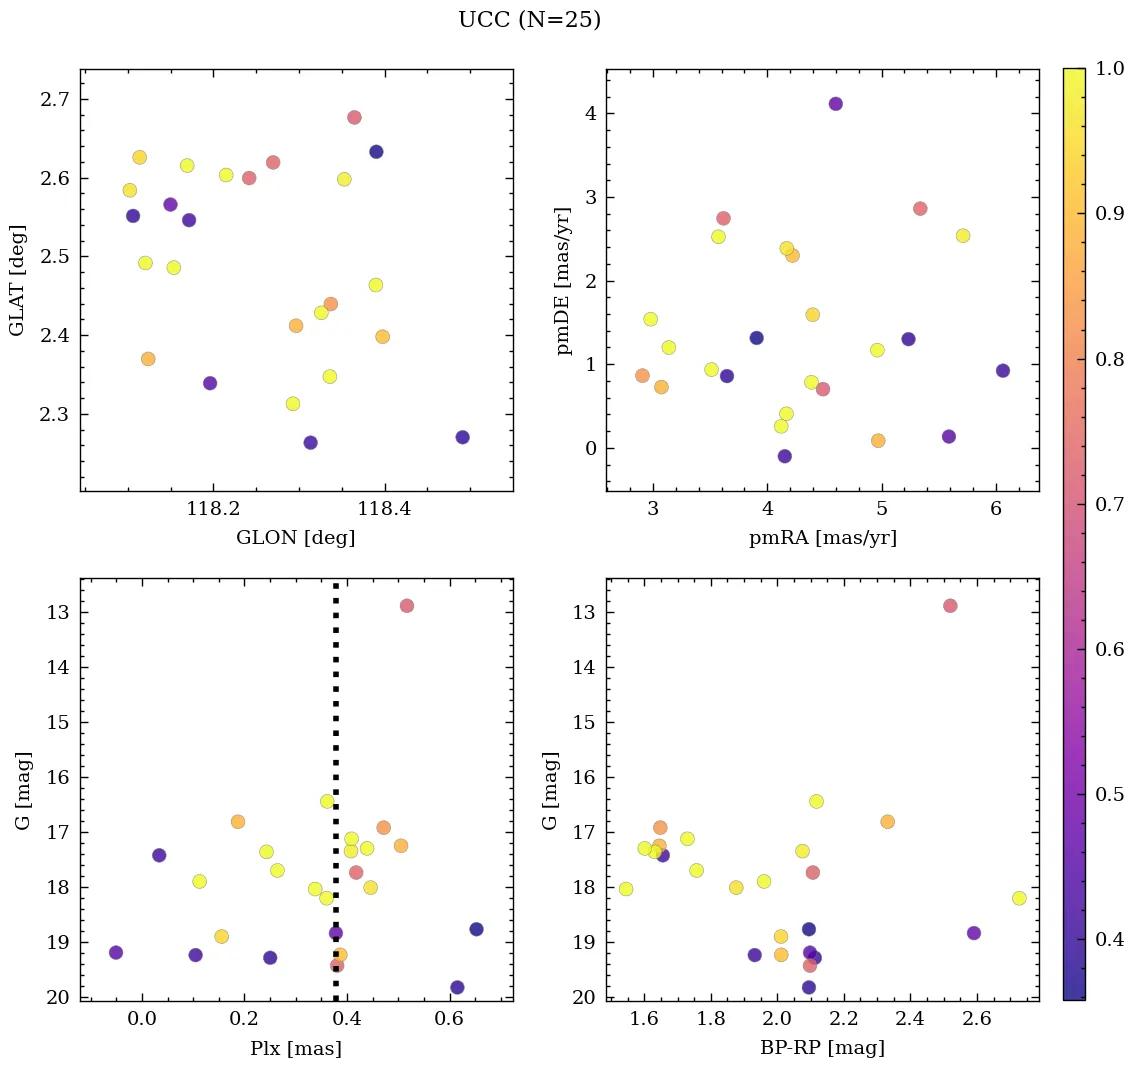 UCC (N=25)
2.7
2.6
2.5
2.4
2.3
GLAT [deg]
118.2 118.4
GLON [deg]
4
3
2
1
0
pmDE [mas/yr]
3 4 5 6
pmRA [mas/yr]
1.0
0.9
0.8
0.7
0.6
0.5
0.4
13
14
15
16
17
18
19
20
G [mag]
0.0 0.2 0.4 0.6
Plx [mas]
13
14
15
16
17
18
19
20
G [mag]
1.6 1.8 2.0 2.2 2.4 2.6
BP-RP [mag]